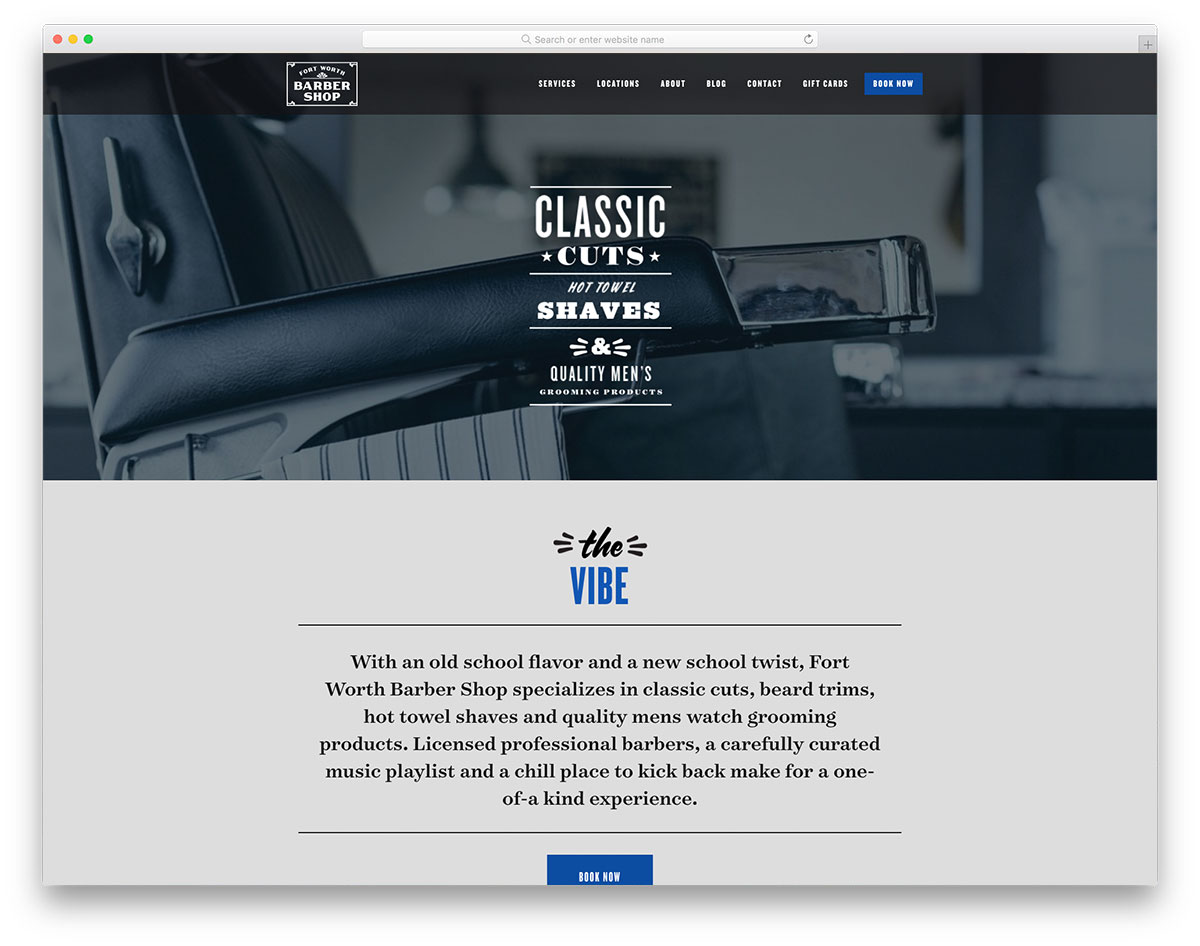 Search or enter website name
FORT WORTH
BARBER
SHOP
SERVICES LOCATIONS ABOUT BLOG CONTACT GIFT CARDS BOOK NOW
CLASSIC
CUTS
HOT TOWEL
SHAVES
&
QUALITY MEN'S
GROOMING PRODUCTS
the
VIBE
With an old school flavor and a new school twist, Fort
Worth Barber Shop specializes in classic cuts, beard trims,
hot towel shaves and quality mens watch grooming
products. Licensed professional barbers, a carefully curated
music playlist and a chill place to kick back make for a one-
of-a kind experience.
BOOK NOW